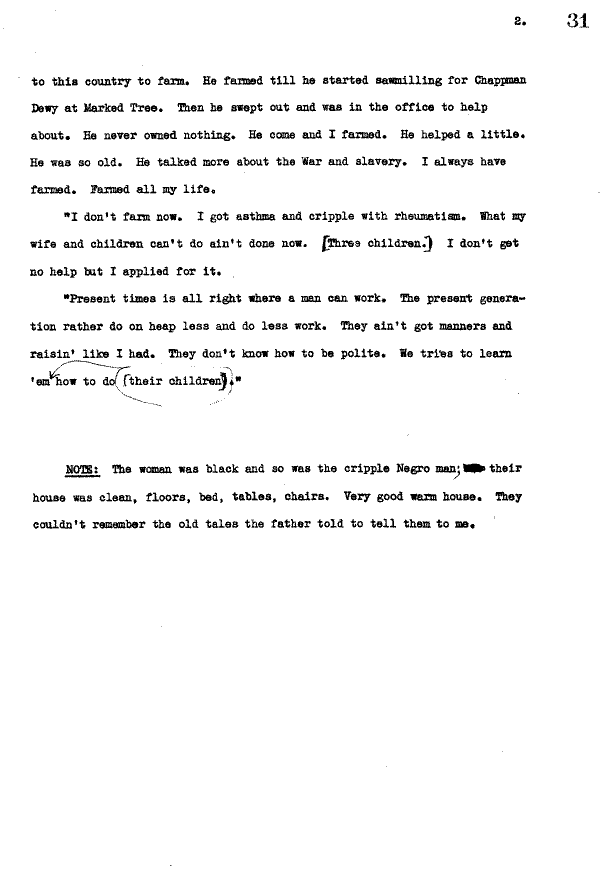 2. 31
to this country to farm. He farmed till he started sawmilling for Chappman
Dewy at Marked Tree. Then he swept out and was in the office to help
about. He never owned nothing. He come and I farmed. He helped a little.
He was so old. He talked more about the War and slavery. I always have
farmed. Farmed all my life.
"I don't farm now. I got asthma and cripple with rheumatism. What my
wife and children can't do ain't done now. [Three children.] I don't get
no help but I applied for it.
"Present times is all right where a man can work. The present genera-
tion rather do on heap less and do less work. They ain't got manners and
raisin' like I had. They don't know how to be polite. We tries to learn
'em how to do [their children]."
NOTE: The woman was black and so was the cripple Negro man; their
house was clean, floors, bed, tables, chairs. Very good warm house. They
couldn't remember the old tales the father told to tell them to me.